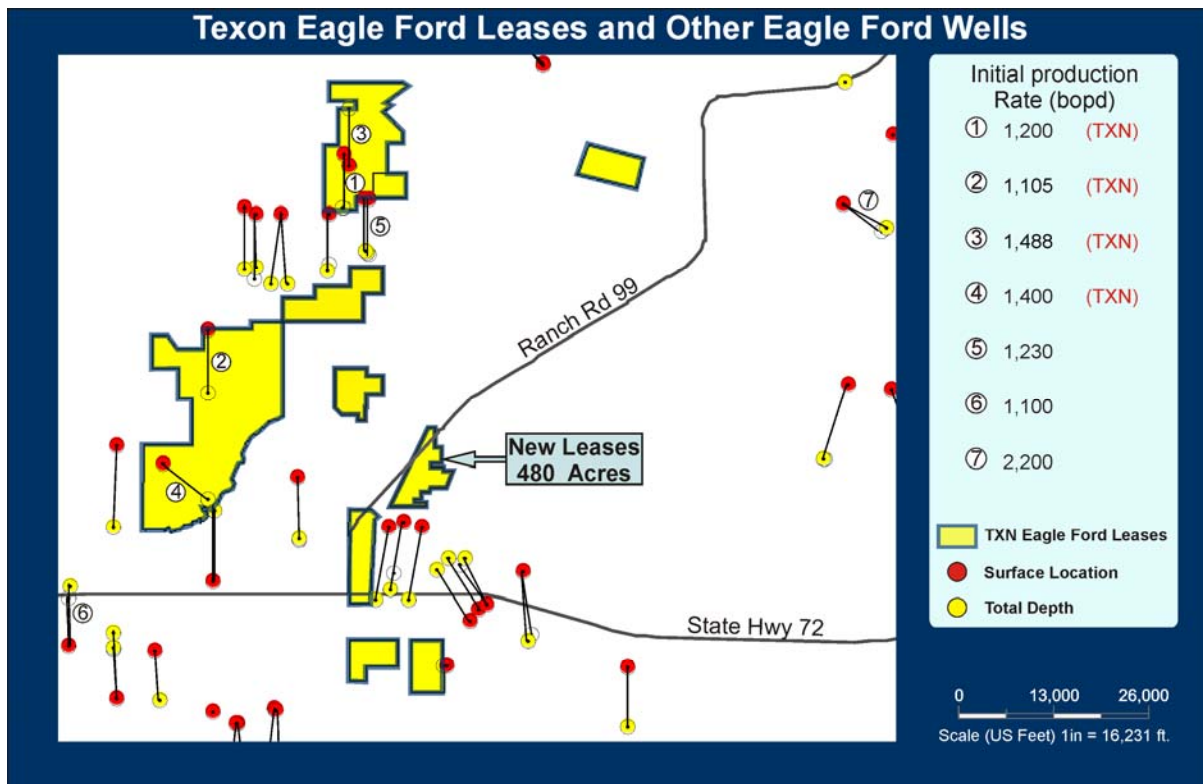 Texon Eagle Ford Leases and Other Eagle Ford Wells
③
①
⑤
⑦
②
④
⑥
Ranch Rd 99
New Leases
480 Acres
State Hwy 72
Initial production
Rate (bopd)
① 1,200 (TXN)
② 1,105 (TXN)
③ 1,488 (TXN)
④ 1,400 (TXN)
⑤ 1,230
⑥ 1,100
⑦ 2,200
TXN Eagle Ford Leases
Surface Location
Total Depth
0 13,000 26,000
Scale (US Feet) 1in = 16,231 ft.